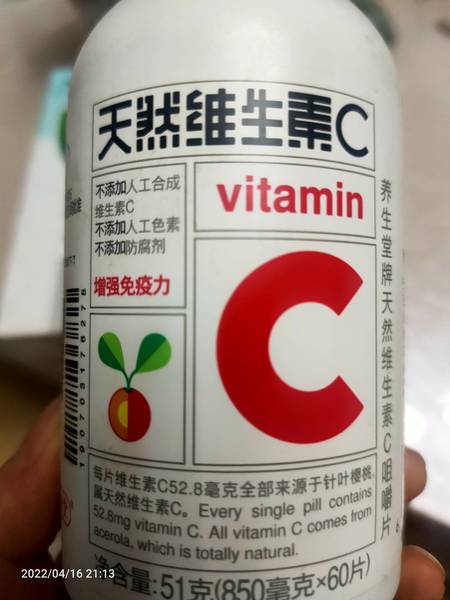 天然维生素C
不添加人工合成
维生素C
不添加人工色素
不添加防腐剂
增强免疫力
vitamin
C
养生堂牌天然维生素C咀嚼片
每片维生素C52.8毫克全部来源于针叶樱桃,
属天然维生素C。Every single pill contains
52.8mg vitamin C. All vitamin C comes from
acerola, which is totally natural.
净含量:51克(850毫克×60片)
2022/04/16 21:13